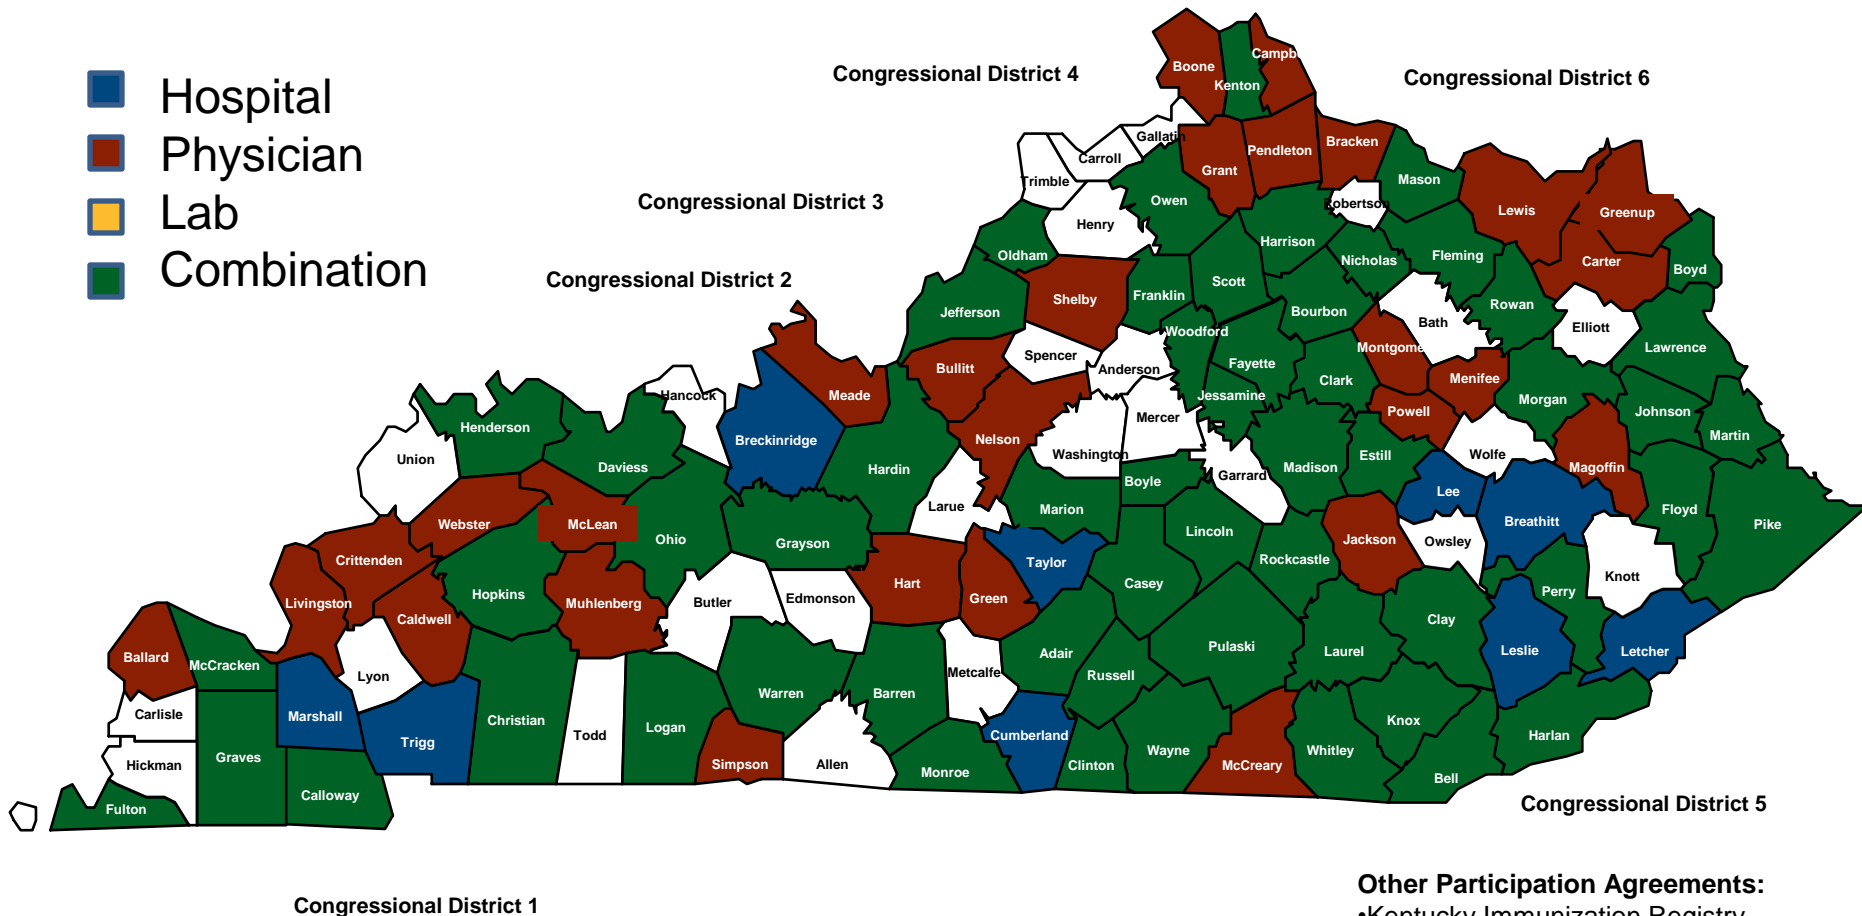 Hospital
Physician
Lab
Combination
Congressional District 4
Congressional District 6
Congressional District 3
Congressional District 2
Boone
Kenton
Campb
Gallatin
Carroll
Trimble
Grant
Pendleton
Bracken
Mason
Robertson
Lewis
Greenup
Owen
Henry
Harrison
Nicholas
Fleming
Carter
Boyd
Oldham
Shelby
Franklin
Scott
Bourbon
Bath
Rowan
Elliott
Jefferson
Woodford
Lawrence
Spencer
Anderson
Fayette
Montgome
Menifee
Bullitt
Clark
Morgan
Johnson
Martin
Meade
Hancock
Jessamine
Powell
Henderson
Breckinridge
Nelson
Mercer
Washington
Madison
Estill
Wolfe
Magoffin
Union
Daviess
Hardin
Garrard
Lee
Boyle
Larue
Marion
Lincoln
Breathitt
Floyd
Pike
Webster
McLean
Ohio
Grayson
Rockcastle
Jackson
Owsley
Knott
Crittenden
Taylor
Hart
Green
Casey
Perry
Livingston
Caldwell
Hopkins
Muhlenberg
Butler
Edmonson
Clay
Ballard
McCracken
Lyon
Metcalfe
Adair
Pulaski
Laurel
Leslie
Letcher
Russell
Carlisle
Marshall
Trigg
Christian
Todd
Logan
Warren
Barren
Knox
Harlan
Hickman
Graves
Simpson
Allen
Cumberland
Wayne
Whitley
Monroe
Clinton
McCreary
Bell
Fulton
Calloway
Congressional District 5
Congressional District 1
Other Participation Agreements:
•Kentucky Immunization Registry